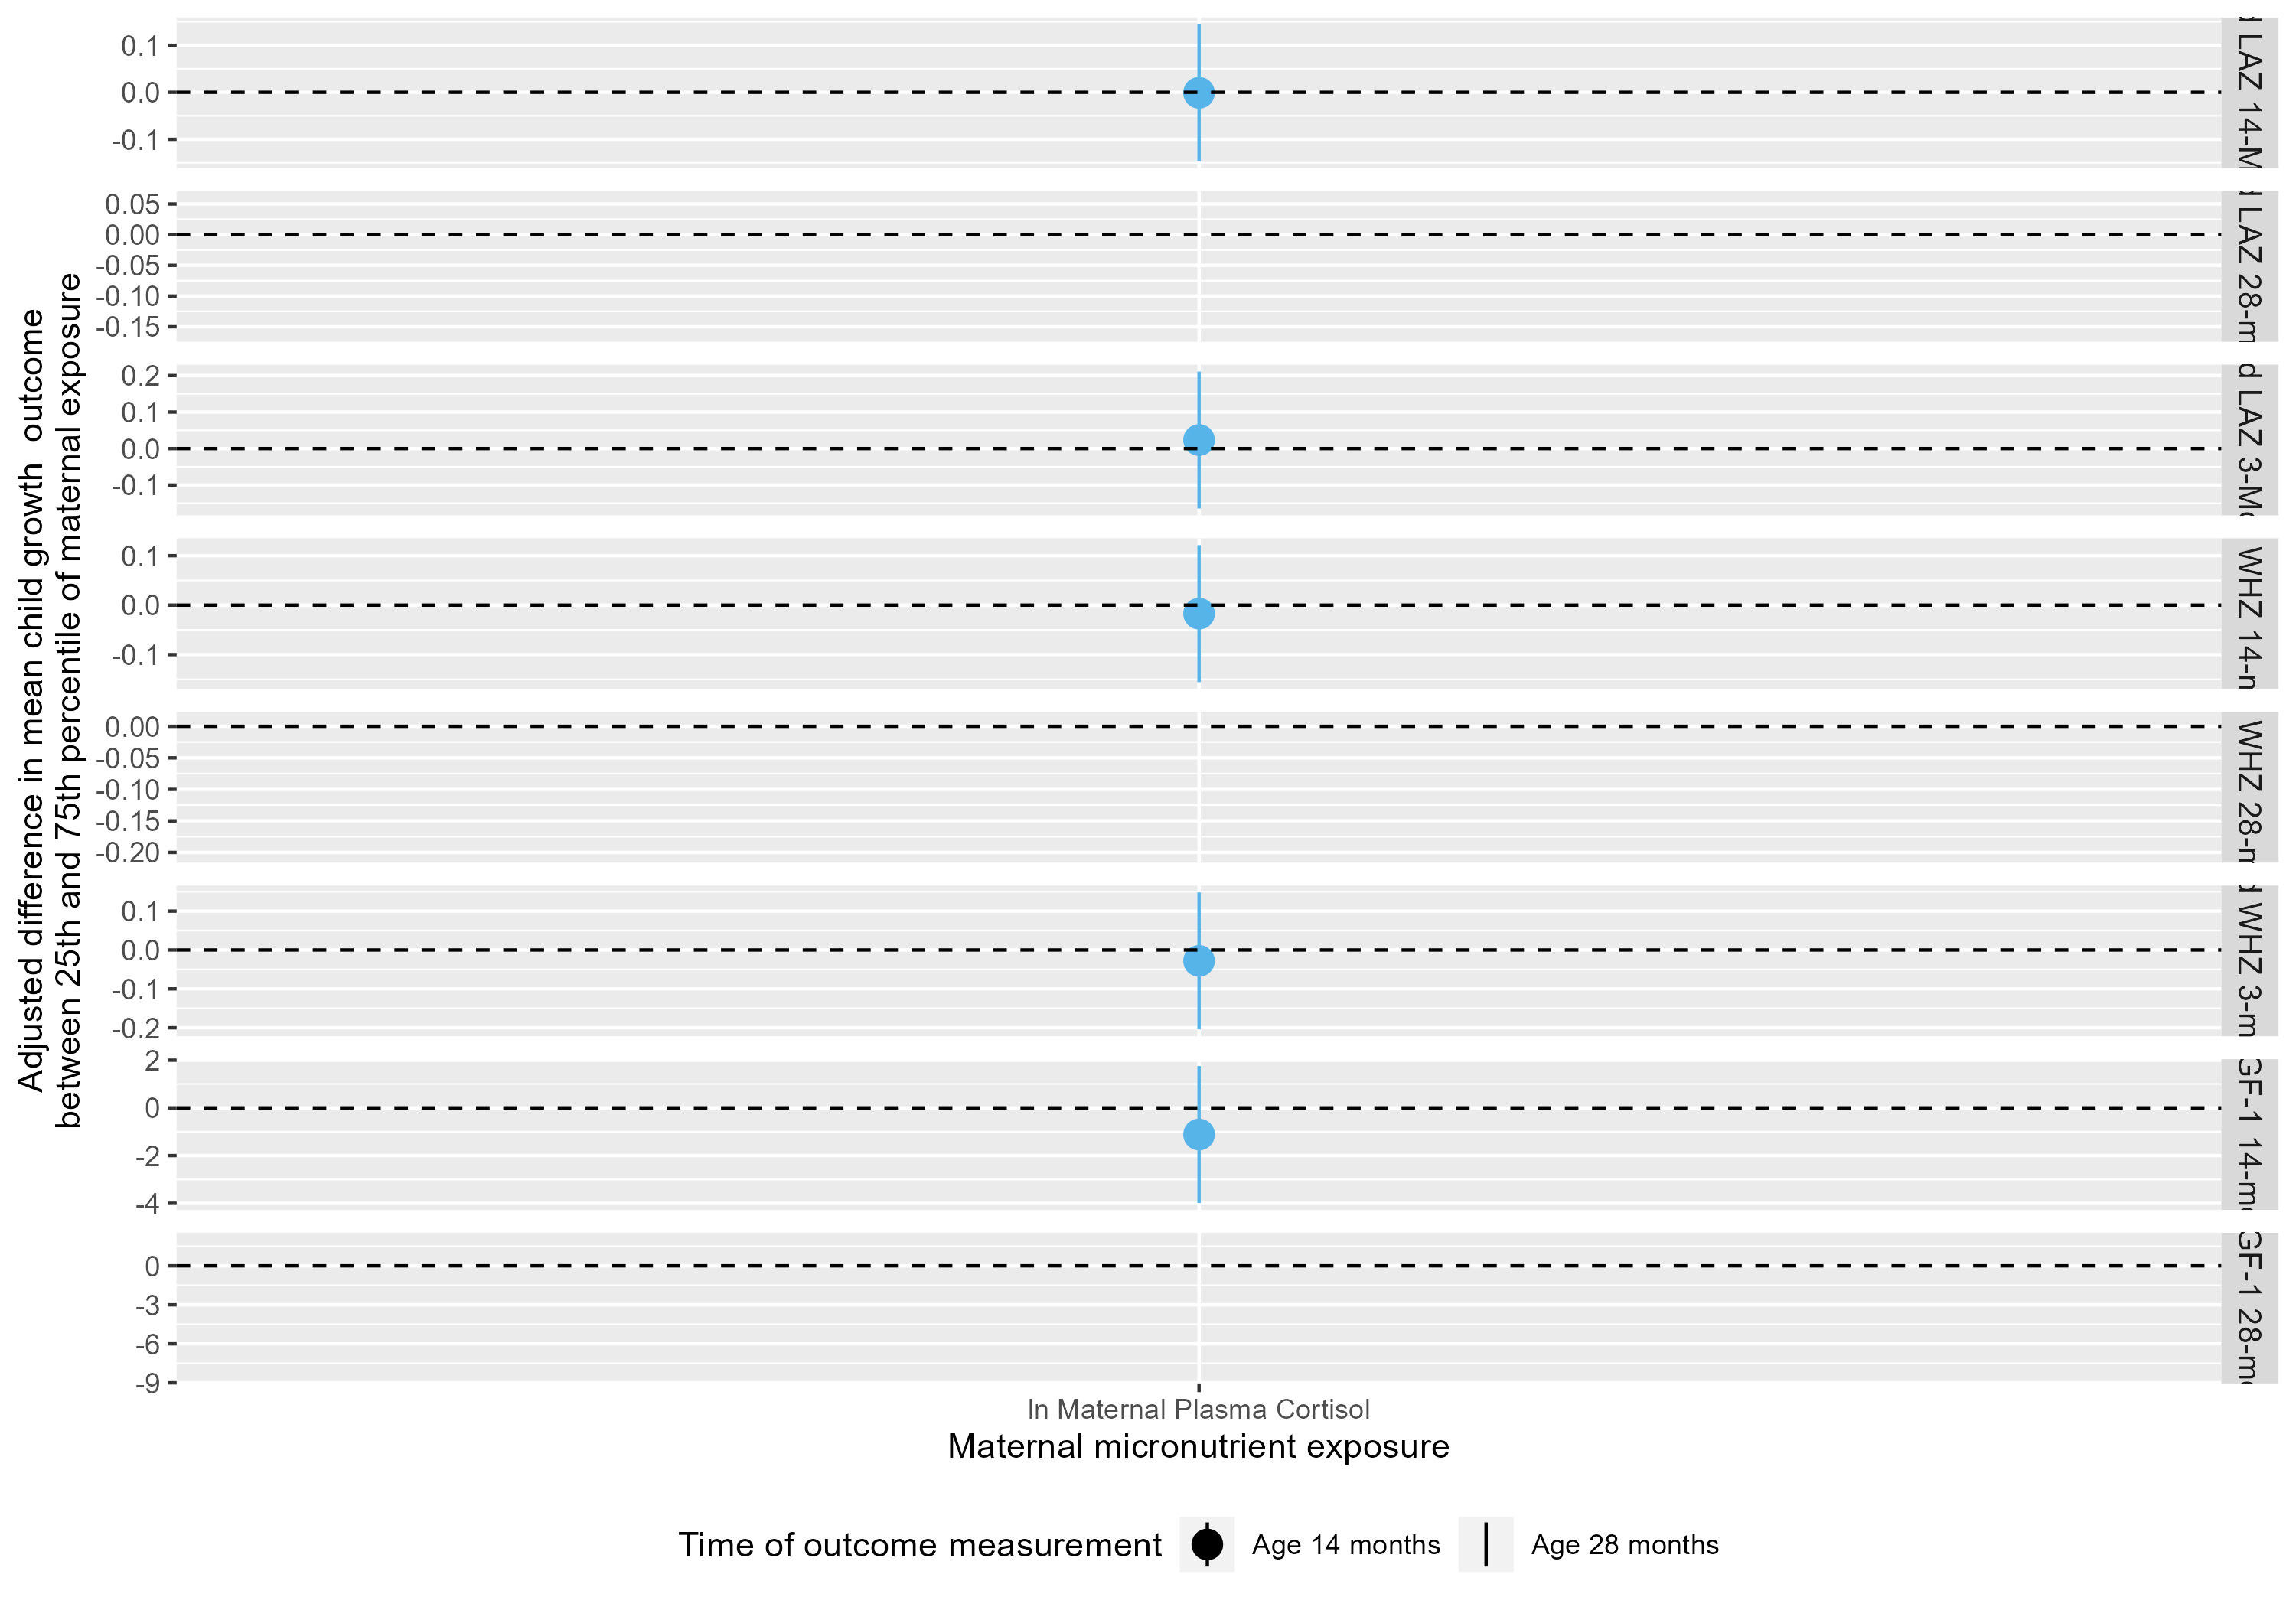 Adjusted difference in mean child growth  outcome
between 25th and 75th percentile of maternal exposure
0.1
0.0
-0.1
LAZ 14-M
0.05
0.00
-0.05
-0.10
-0.15
LAZ 28-m
0.2
0.1
0.0
-0.1
d LAZ 3-Mo
0.1
0.0
-0.1
WHZ 14-m
0.00
-0.05
-0.10
-0.15
-0.20
WHZ 28-m
0.1
0.0
-0.1
-0.2
WHZ 3-m
2
0
-2
-4
GF-1 14-mo
0
-3
-6
-9
GF-1 28-mo
ln Maternal Plasma Cortisol
Maternal micronutrient exposure
Time of outcome measurement
Age 14 months
Age 28 months